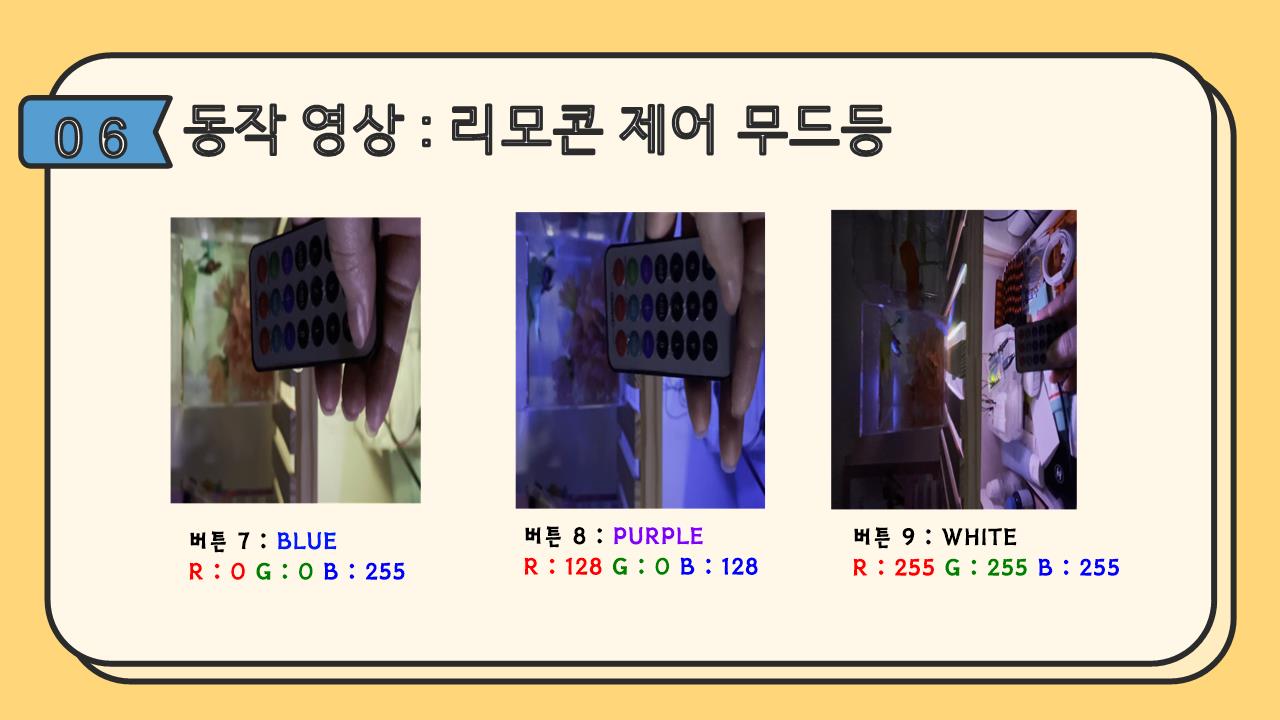 06 동작 영상 : 리모콘 제어 무드등
버튼 7 : BLUE
R : 0 G : 0 B : 255
버튼 8 : PURPLE
R : 128 G : 0 B : 128
버튼 9 : WHITE
R : 255 G : 255 B : 255